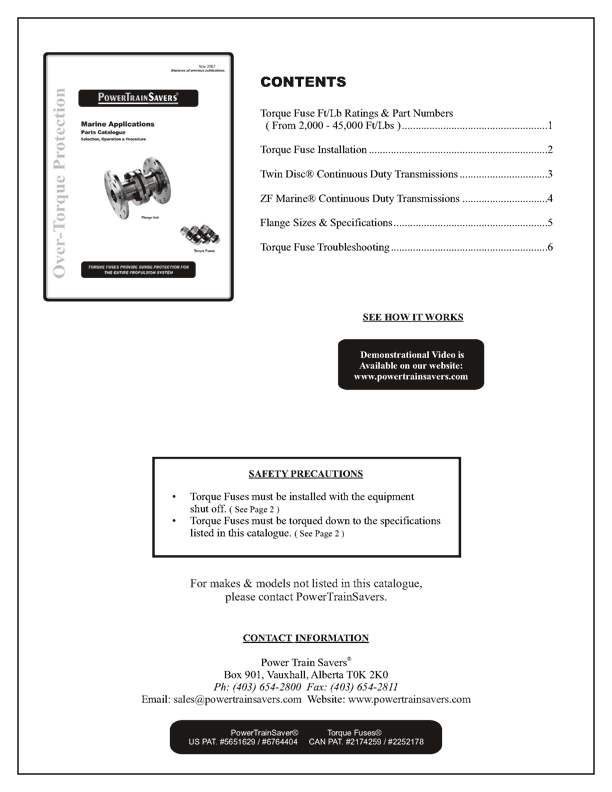 May 2007
Replaces all previous publications.
POWERTRAINSAVERS®
Over-Torque Protection
Marine Applications
Parts Catalogue
Selection, Operation & Procedure
Flange Unit
Torque Fuses
TORQUE FUSES PROVIDE SURGE PROTECTION FOR
THE ENTIRE PROPULSION SYSTEM
CONTENTS
Torque Fuse Ft/Lb Ratings & Part Numbers
( From 2,000 - 45,000 Ft/Lbs ).....................................................1
Torque Fuse Installation .................................................................2
Twin Disc® Continuous Duty Transmissions ................................3
ZF Marine® Continuous Duty Transmissions ...............................4
Flange Sizes & Specifications........................................................5
Torque Fuse Troubleshooting.........................................................6
SEE HOW IT WORKS
Demonstrational Video is
Available on our website:
www.powertrainsavers.com
SAFETY PRECAUTIONS
• Torque Fuses must be installed with the equipment
shut off. ( See Page 2 )
• Torque Fuses must be torqued down to the specifications
listed in this catalogue. ( See Page 2 )
For makes & models not listed in this catalogue,
please contact PowerTrainSavers.
CONTACT INFORMATION
Power Train Savers®
Box 901, Vauxhall, Alberta T0K 2K0
Ph: (403) 654-2800 Fax: (403) 654-2811
Email: sales@powertrainsavers.com Website: www.powertrainsavers.com
PowerTrainSaver® Torque Fuses®
US PAT. #5651629 / #6764404 CAN PAT. #2174259 / #2252178